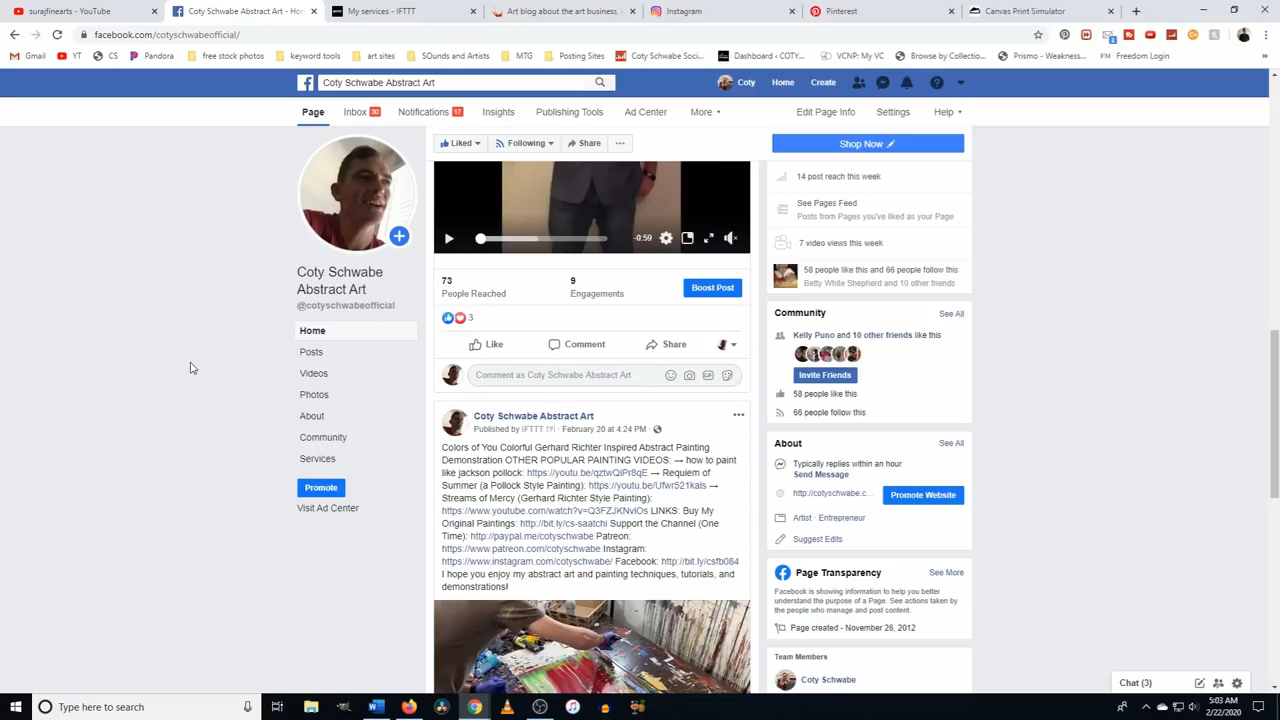 surajfinearts - YouTube
Coty Schwabe Abstract Art - Ho
My services - IFTTT
Art blog about the art business,
Instagram
Pinterest
Canvas Print Simulator
facebook.com/cotyschwabeofficial/
Gmail
YT
CS
Pandora
free stock photos
keyword tools
art sites
SOunds and Artists
MTG
Posting Sites
Coty Schwabe Soci...
Dashboard ‹ COTY...
VCNP: My VC
Browse by Collectio...
Prismo - Weakness...
Freedom Login
»
Coty Schwabe Abstract Art
Coty
Home
Create
Page
Inbox 30
Notifications 17
Insights
Publishing Tools
Ad Center
More
Edit Page Info
Settings
Help
Liked
Following
Share
Shop Now
14 post reach this week
See Pages Feed
Posts from Pages you've liked as your Page
7 video views this week
58 people like this and 66 people follow this
Betty White Shepherd and 10 other friends
-0:59
Coty Schwabe
Abstract Art
@cotyschwabeofficial
Home
Posts
Videos
Photos
About
Community
Services
Promote
Visit Ad Center
73
People Reached
9
Engagements
Boost Post
3
Like
Comment
Share
Comment as Coty Schwabe Abstract Art
Coty Schwabe Abstract Art
Published by IFTTT [?] · February 20 at 4:24 PM ·
Colors of You Colorful Gerhard Richter Inspired Abstract Painting
Demonstration OTHER POPULAR PAINTING VIDEOS: → how to paint
like jackson pollock: https://youtu.be/qztwQiPr8qE → Requiem of
Summer (a Pollock Style Painting): https://youtu.be/Ufwr521kals →
Streams of Mercy (Gerhard Richter Style Painting):
https://www.youtube.com/watch?v=Q3FZJKNvlOs LINKS: Buy My
Original Paintings: http://bit.ly/cs-saatchi Support the Channel (One
Time): http://paypal.me/cotyschwabe Patreon:
https://www.patreon.com/cotyschwabe Instagram:
https://www.instagram.com/cotyschwabe/ Facebook: http://bit.ly/csfb084
I hope you enjoy my abstract art and painting techniques, tutorials, and
demonstrations!
Community
See All
Kelly Puno and 10 other friends like this
Invite Friends
58 people like this
66 people follow this
About
See All
Typically replies within an hour
Send Message
http://cotyschwabe.c...
Promote Website
Artist · Entrepreneur
Suggest Edits
Page Transparency
See More
Facebook is showing information to help you better
understand the purpose of a Page. See actions taken by
the people who manage and post content.
Page created - November 26, 2012
Team Members
Coty Schwabe
Chat (3)
Type here to search
5:03 AM
2/22/2020